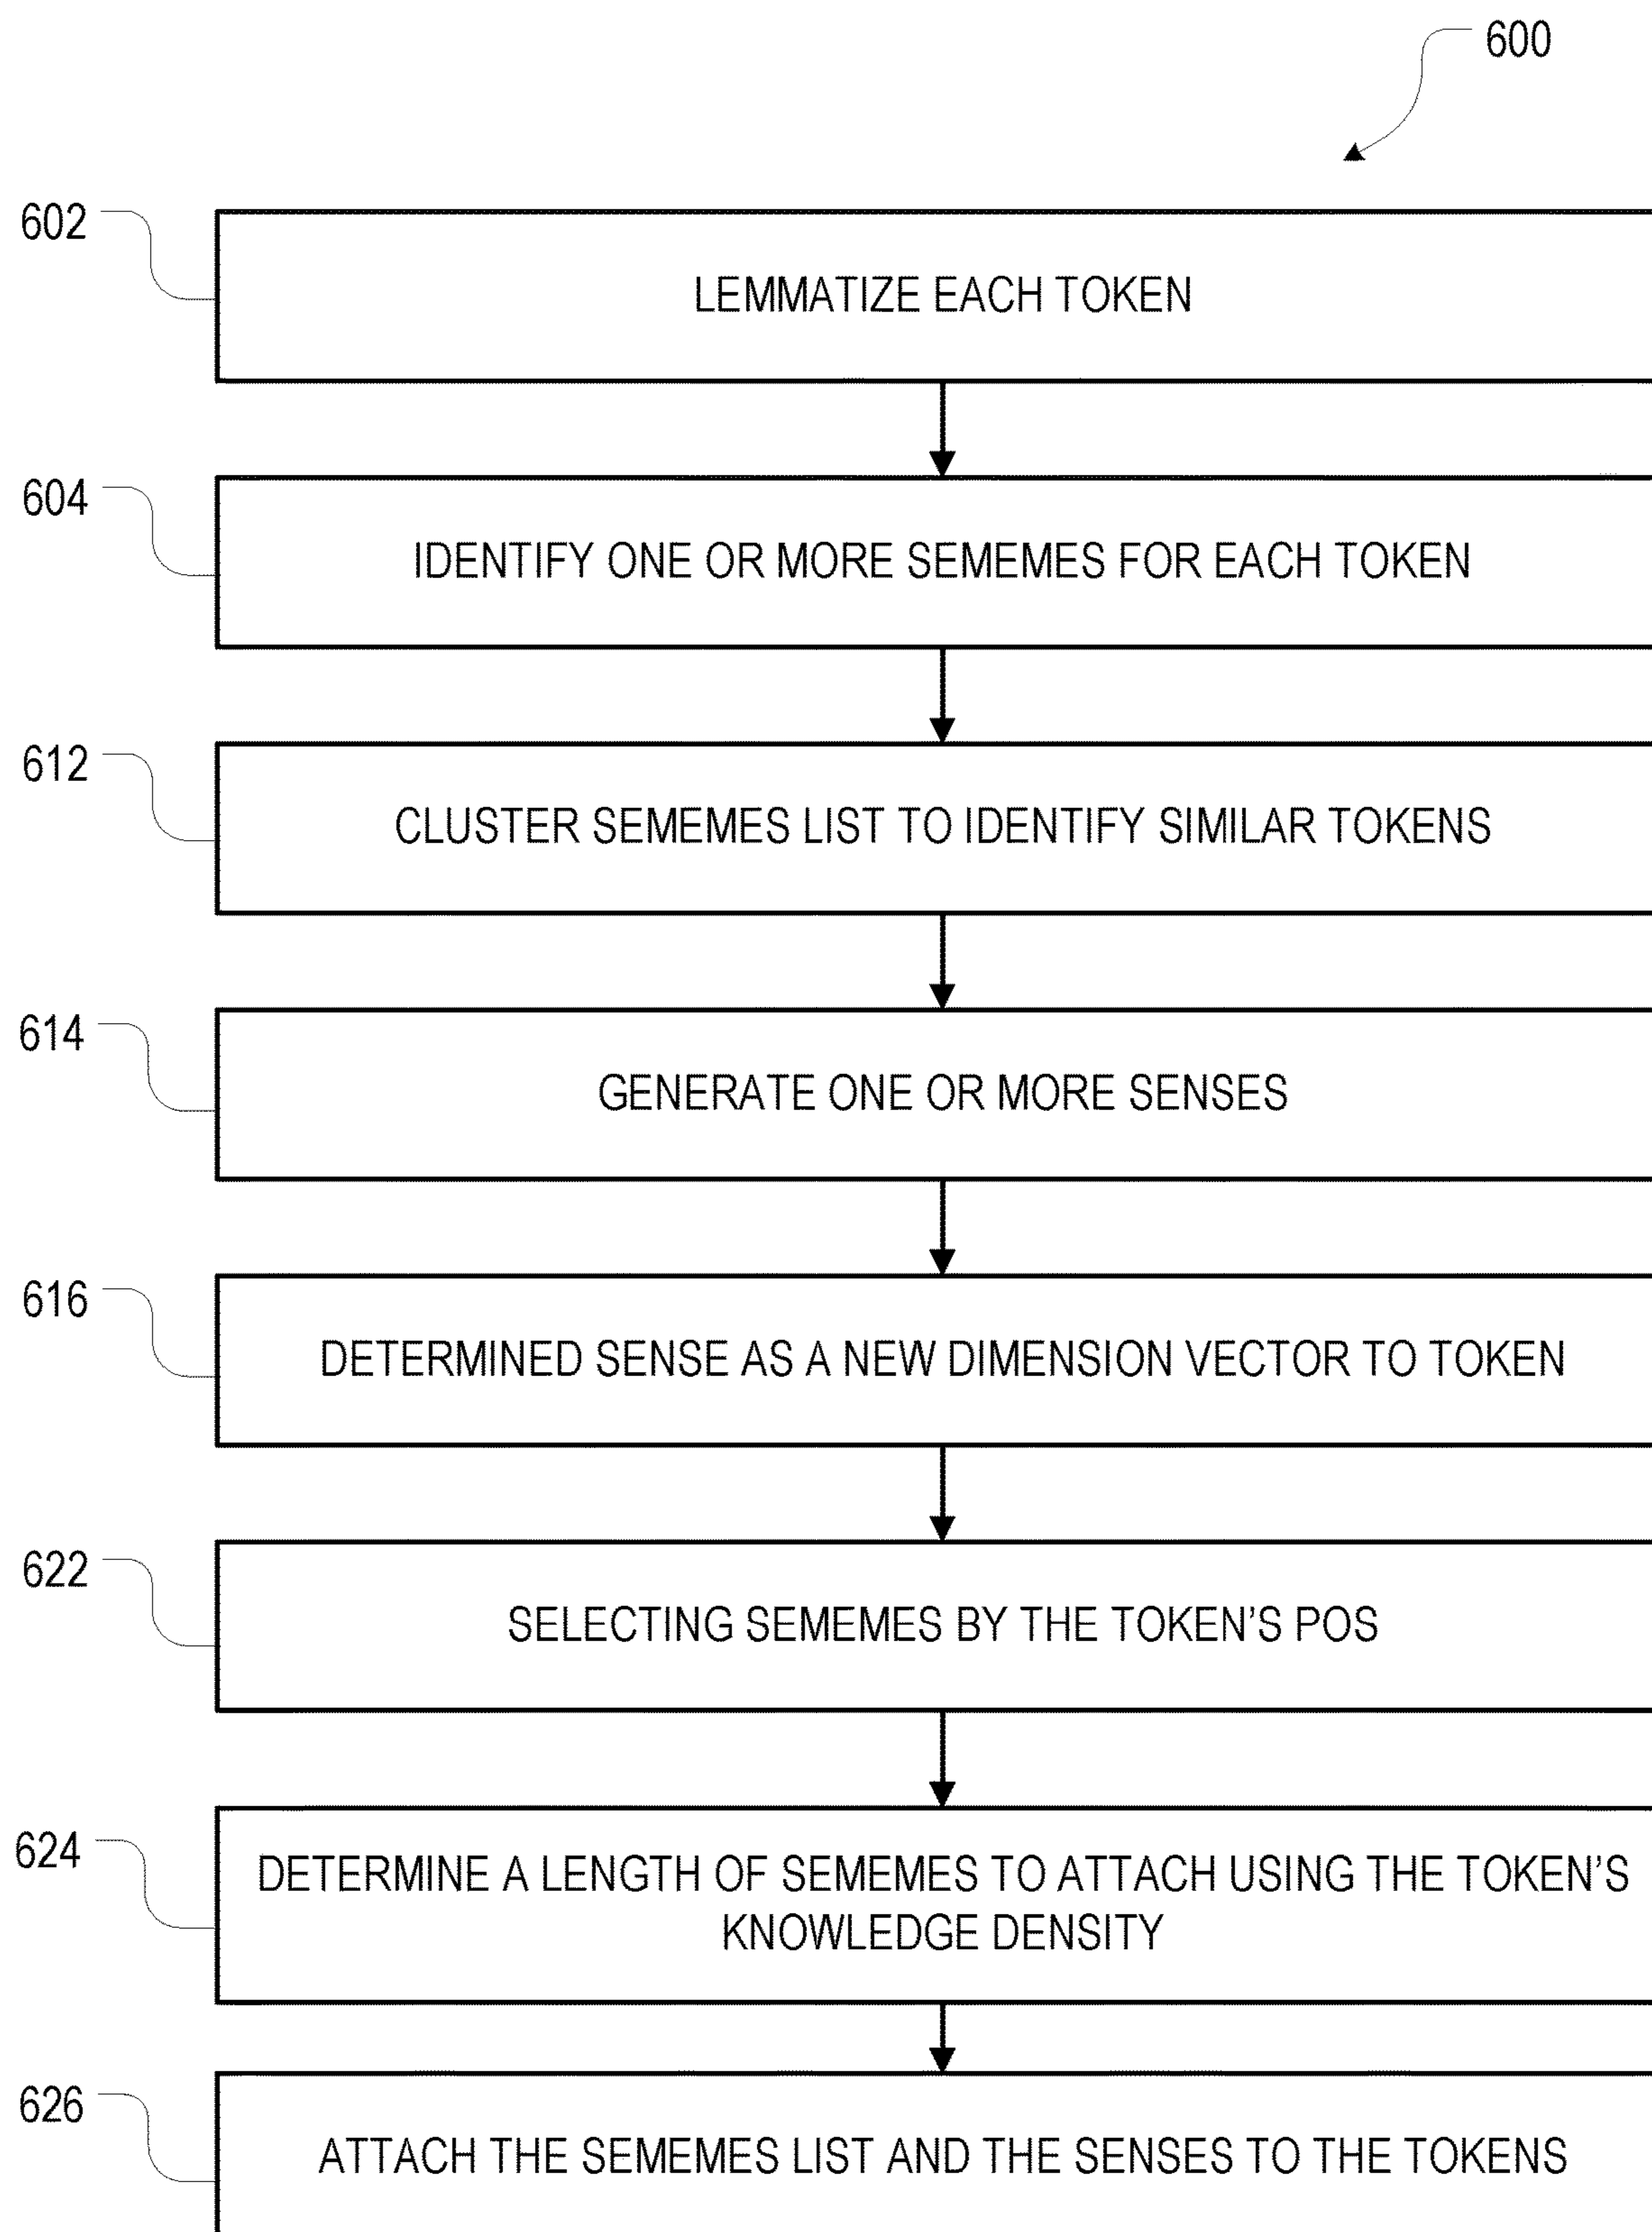 600
602
LEMMATIZE EACH TOKEN
604
IDENTIFY ONE OR MORE SEMEMES FOR EACH TOKEN
612
CLUSTER SEMEMES LIST TO IDENTIFY SIMILAR TOKENS
614
GENERATE ONE OR MORE SENSES
616
DETERMINED SENSE AS A NEW DIMENSION VECTOR TO TOKEN
622
SELECTING SEMEMES BY THE TOKEN'S POS
624
DETERMINE A LENGTH OF SEMEMES TO ATTACH USING THE TOKEN'S
KNOWLEDGE DENSITY
626
ATTACH THE SEMEMES LIST AND THE SENSES TO THE TOKENS